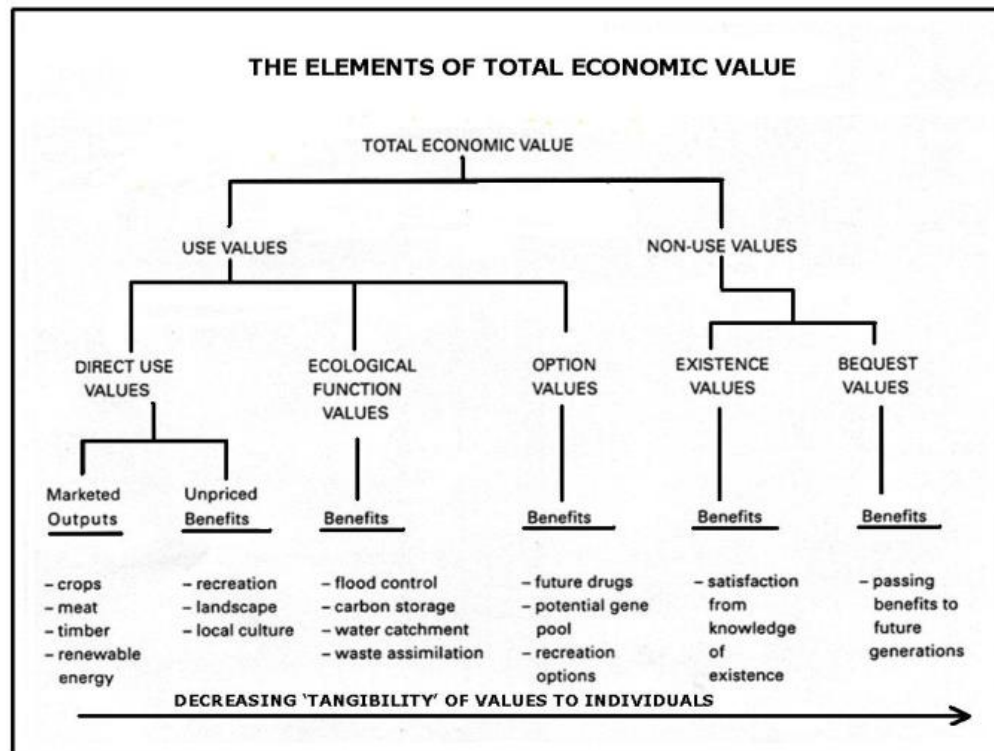 THE ELEMENTS OF TOTAL ECONOMIC VALUE
TOTAL ECONOMIC VALUE
USE VALUES
NON-USE VALUES
DIRECT USE
VALUES
ECOLOGICAL
FUNCTION
VALUES
OPTION
VALUES
EXISTENCE
VALUES
BEQUEST
VALUES
Marketed
Outputs
– crops
– meat
– timber
– renewable
energy
Unpriced
Benefits
– recreation
– landscape
– local culture
Benefits
– flood control
– carbon storage
– water catchment
– waste assimilation
Benefits
– future drugs
– potential gene
pool
– recreation
options
Benefits
– satisfaction
from
knowledge
of
existence
Benefits
– passing
benefits to
future
generations
DECREASING 'TANGIBILITY' OF VALUES TO INDIVIDUALS